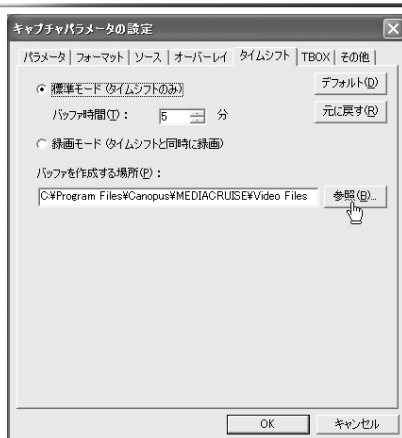 キャプチャパラメータの設定
パラメータ フォーマット ソース オーバーレイ タイムシフト TBOX その他
標準モード（タイムシフトのみ） デフォルト(D)
バッファ時間(T)： 5 分 元に戻す(R)
録画モード（タイムシフトと同時に録画）
バッファを作成する場所(P)：
C:¥Program Files¥Canopus¥MEDIACRUISE¥Video Files 参照(B)...
OK キャンセル